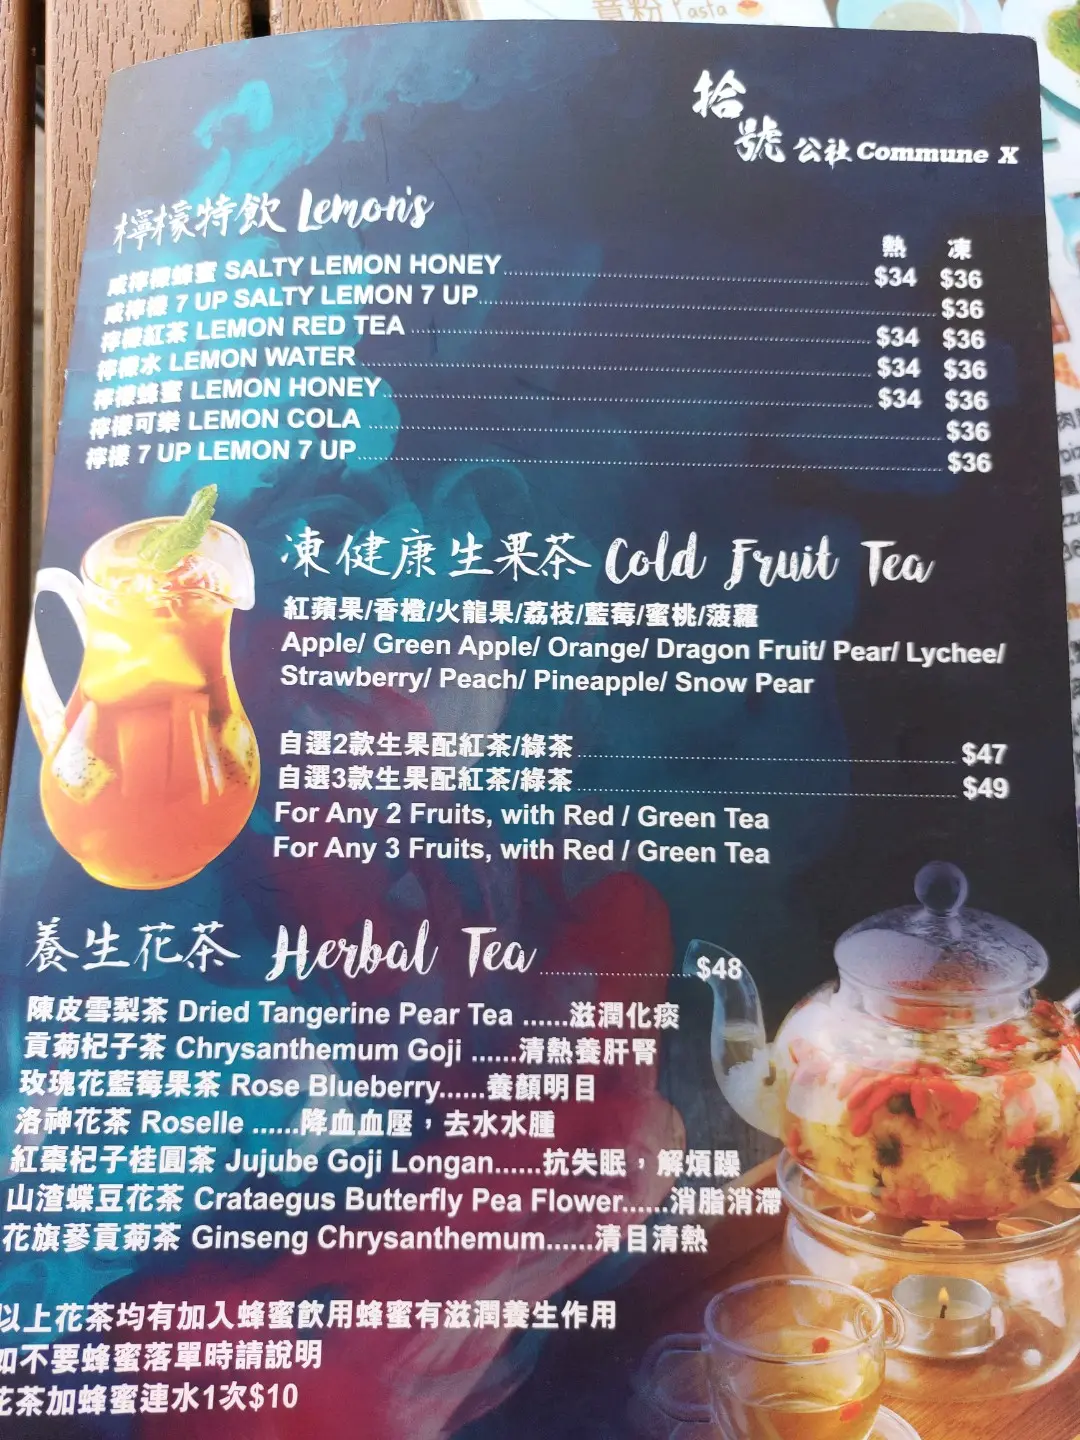 意粉 Pasta
拾號公社 Commune X
檸檬特飲 Lemon's
熱 凍
咸檸檬蜂蜜 SALTY LEMON HONEY $34 $36
咸檸檬 7 UP SALTY LEMON 7 UP $36
檸檬紅茶 LEMON RED TEA $34 $36
檸檬水 LEMON WATER $34 $36
檸檬蜂蜜 LEMON HONEY $34 $36
檸檬可樂 LEMON COLA $36
檸檬 7 UP LEMON 7 UP $36
凍健康生果茶 Cold Fruit Tea
紅蘋果/香橙/火龍果/荔枝/藍莓/蜜桃/菠蘿
Apple/ Green Apple/ Orange/ Dragon Fruit/ Pear/ Lychee/
Strawberry/ Peach/ Pineapple/ Snow Pear
自選2款生果配紅茶/綠茶 $47
自選3款生果配紅茶/綠茶 $49
For Any 2 Fruits, with Red / Green Tea
For Any 3 Fruits, with Red / Green Tea
養生花茶 Herbal Tea $48
陳皮雪梨茶 Dried Tangerine Pear Tea ......滋潤化痰
貢菊杞子茶 Chrysanthemum Goji ......清熱養肝腎
玫瑰花藍莓果茶 Rose Blueberry......養顏明目
洛神花茶 Roselle ......降血血壓，去水水腫
紅棗杞子桂圓茶 Jujube Goji Longan......抗失眠，解煩躁
山渣蝶豆花茶 Crataegus Butterfly Pea Flower......消脂消滯
花旗蔘貢菊茶 Ginseng Chrysanthemum......清目清熱
以上花茶均有加入蜂蜜飲用蜂蜜有滋潤養生作用
如不要蜂蜜落單時請說明
花茶加蜂蜜連水1次$10